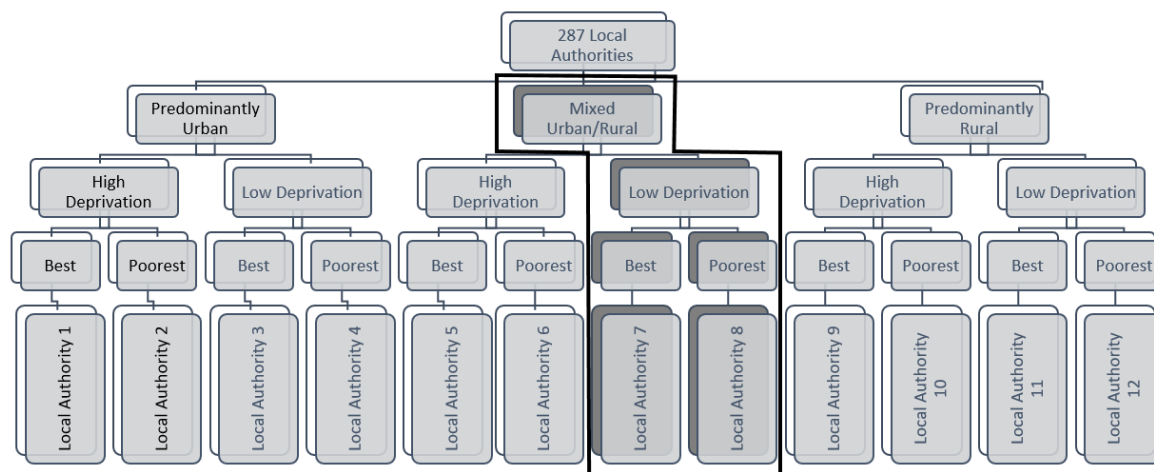 287 Local
Authorities
Predominantly
Urban
Mixed
Urban/Rural
Predominantly
Rural
High
Deprivation
Low Deprivation
High
Deprivation
Low Deprivation
High
Deprivation
Low Deprivation
Best
Poorest
Best
Poorest
Best
Poorest
Best
Poorest
Best
Poorest
Best
Poorest
Local Authority 1
Local Authority 2
Local Authority 3
Local Authority 4
Local Authority 5
Local Authority 6
Local Authority 7
Local Authority 8
Local Authority 9
Local Authority
10
Local Authority
11
Local Authority
12